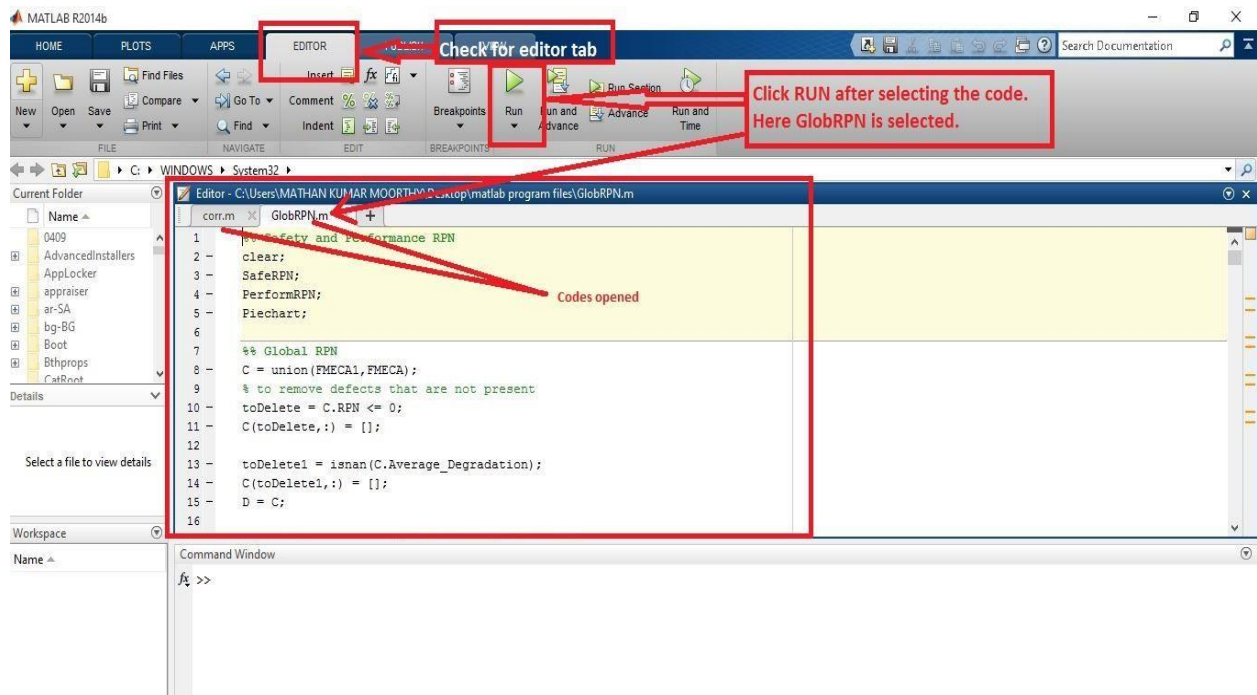 MATLAB R2014b
HOME PLOTS APPS EDITOR VIEW
Check for editor tab
Search Documentation
New Open Save Find Files Compare Print
FILE
Go To Find
NAVIGATE
Insert fx
Comment
Indent
EDIT
Breakpoints
BREAKPOINTS
Run Run and Advance Run Section Advance Run and Time
RUN
Click RUN after selecting the code.
Here GlobRPN is selected.
C: WINDOWS System32
Current Folder
Name
0409
AdvancedInstallers
AppLocker
appraiser
ar-SA
bg-BG
Boot
Bthprops
CatRoot
Details
Select a file to view details
Workspace
Name
Editor - C:\Users\MATHAN KUMAR MOORTHY\Desktop\matlab program files\GlobRPN.m
corr.m GlobRPN.m +
1 %% Safety and Performance RPN
2 - clear;
3 - SafeRPN;
4 - PerformRPN;
5 - Piechart;
6
7 %% Global RPN
8 - C = union(FMECA1,FMECA);
9 % to remove defects that are not present
10 - toDelete = C.RPN <= 0;
11 - C(toDelete,:) = [];
12
13 - toDelete1 = isnan(C.Average_Degradation);
14 - C(toDelete1,:) = [];
15 - D = C;
16
Codes opened
Command Window
fx >>